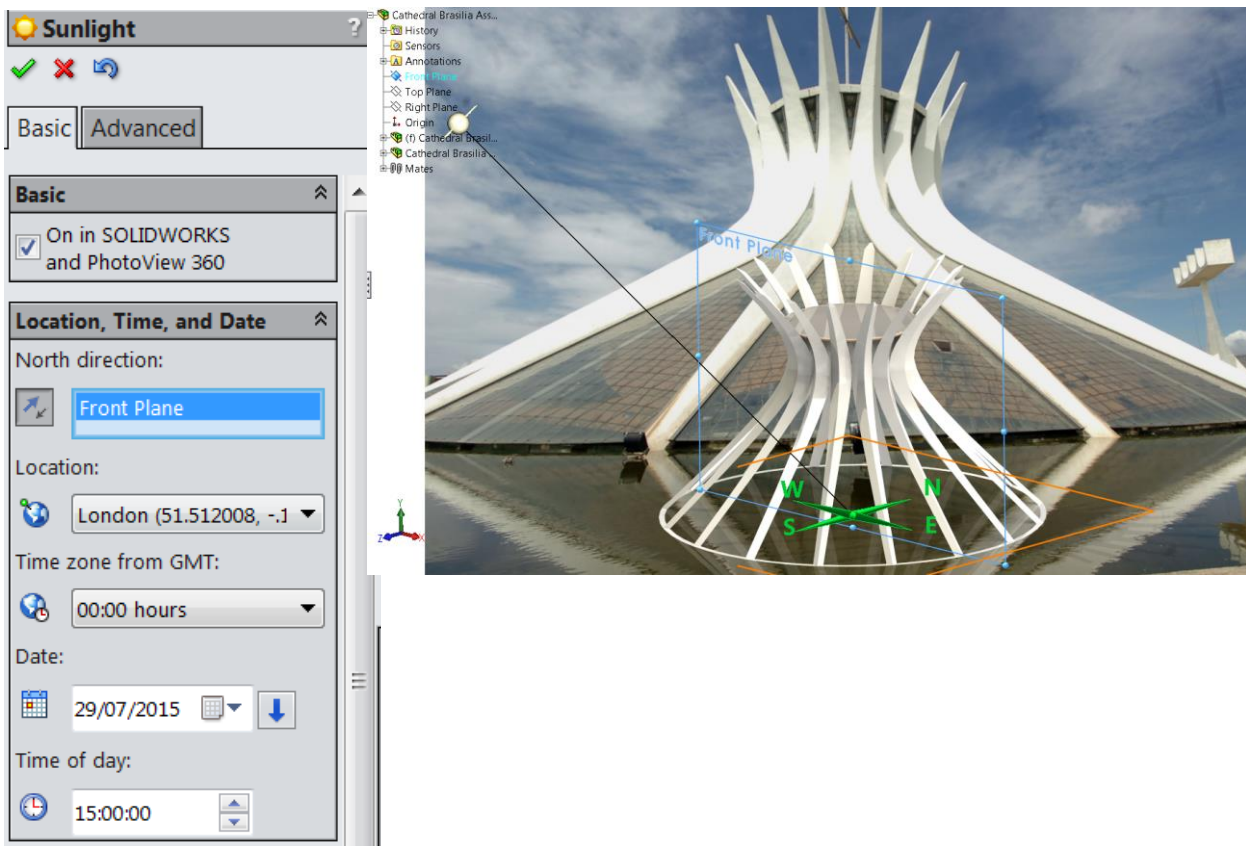 Sunlight
?
Basic
Advanced
Basic
On in SOLIDWORKS
and PhotoView 360
Location, Time, and Date
North direction:
Front Plane
Location:
London (51.512008, -.1
Time zone from GMT:
00:00 hours
Date:
29/07/2015
Time of day:
15:00:00
Cathedral Brasilia Ass...
History
Sensors
A Annotations
Front Plane
Top Plane
Right Plane
Origin
(f) Cathedral Brasil...
Cathedral Brasilia ...
Mates
Front Plane
W N
S E
Y
Z X